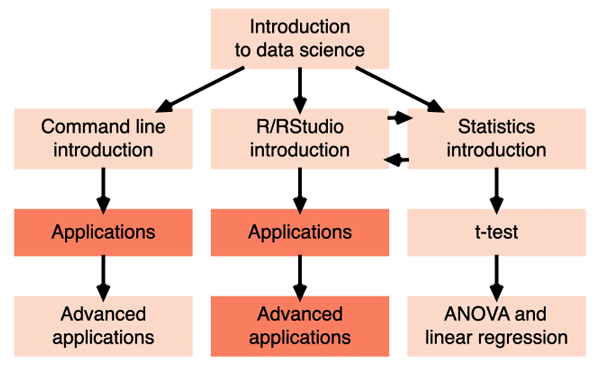 Introduction
to data science
Command line
introduction
R/RStudio
introduction
Statistics
introduction
Applications
Applications
t-test
Advanced
applications
Advanced
applications
ANOVA and
linear regression